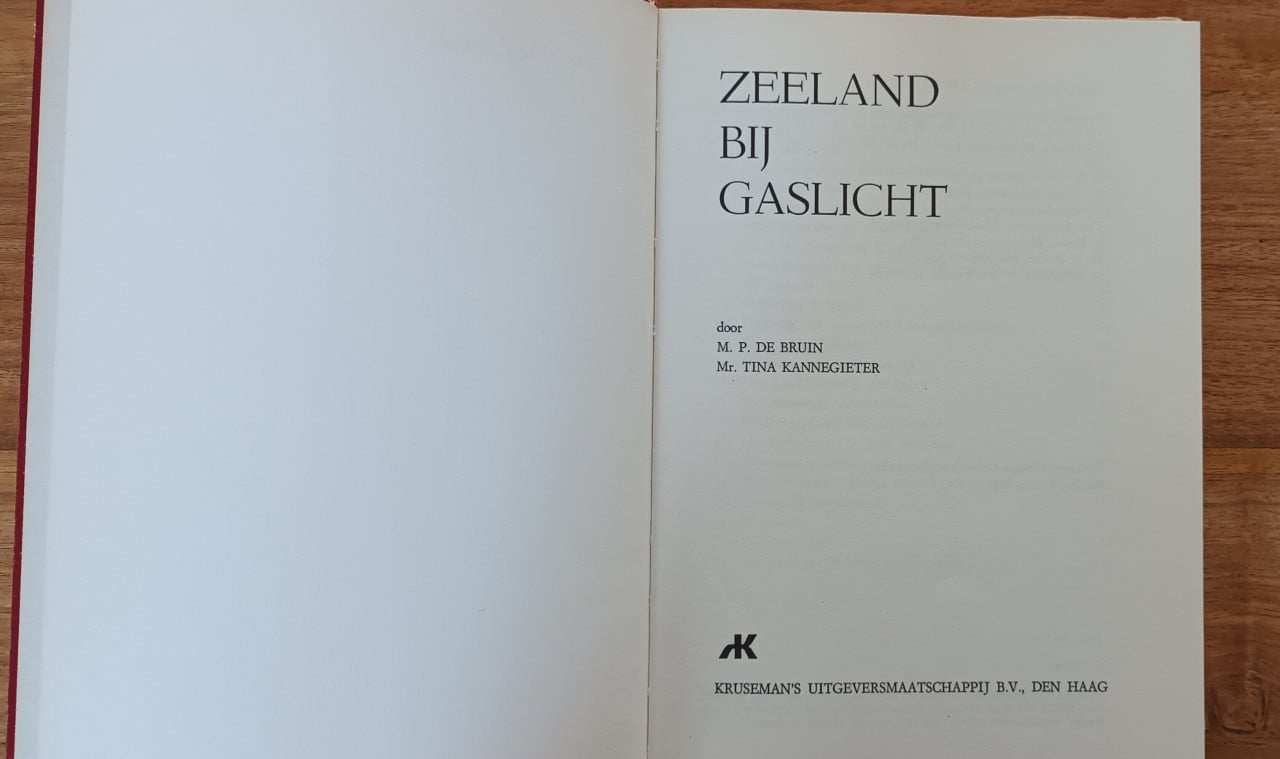 ZEELAND
BIJ
GASLICHT
door
M. P. DE BRUIN
Mr. TINA KANNEGIETER
K
KRUSEMAN'S UITGEVERSMAATSCHAPPIJ B.V., DEN HAAG